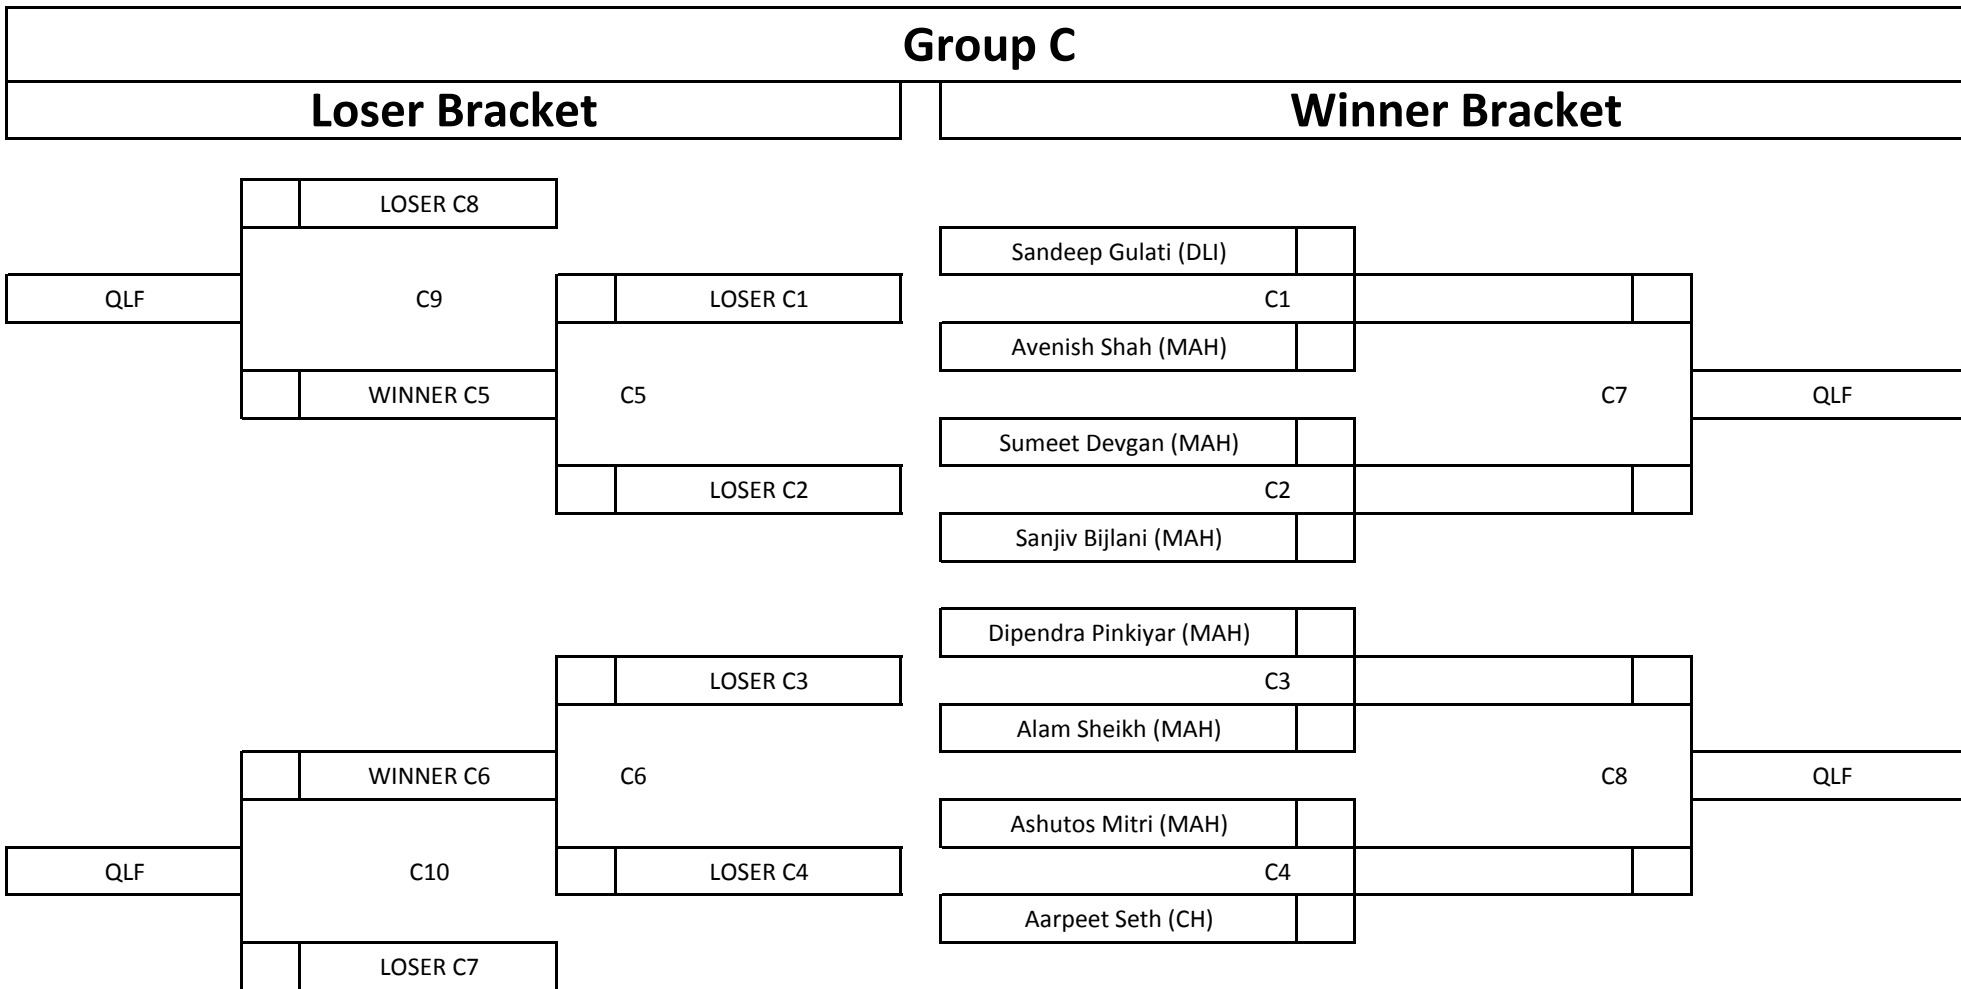 Group C
Loser Bracket
Winner Bracket
LOSER C8
Sandeep Gulati (DLI)
QLF
C9
LOSER C1
C1
Avenish Shah (MAH)
WINNER C5
C5
C7
QLF
Sumeet Devgan (MAH)
LOSER C2
C2
Sanjiv Bijlani (MAH)
Dipendra Pinkiyar (MAH)
LOSER C3
C3
Alam Sheikh (MAH)
WINNER C6
C6
C8
QLF
Ashutos Mitri (MAH)
QLF
C10
LOSER C4
C4
Aarpeet Seth (CH)
LOSER C7